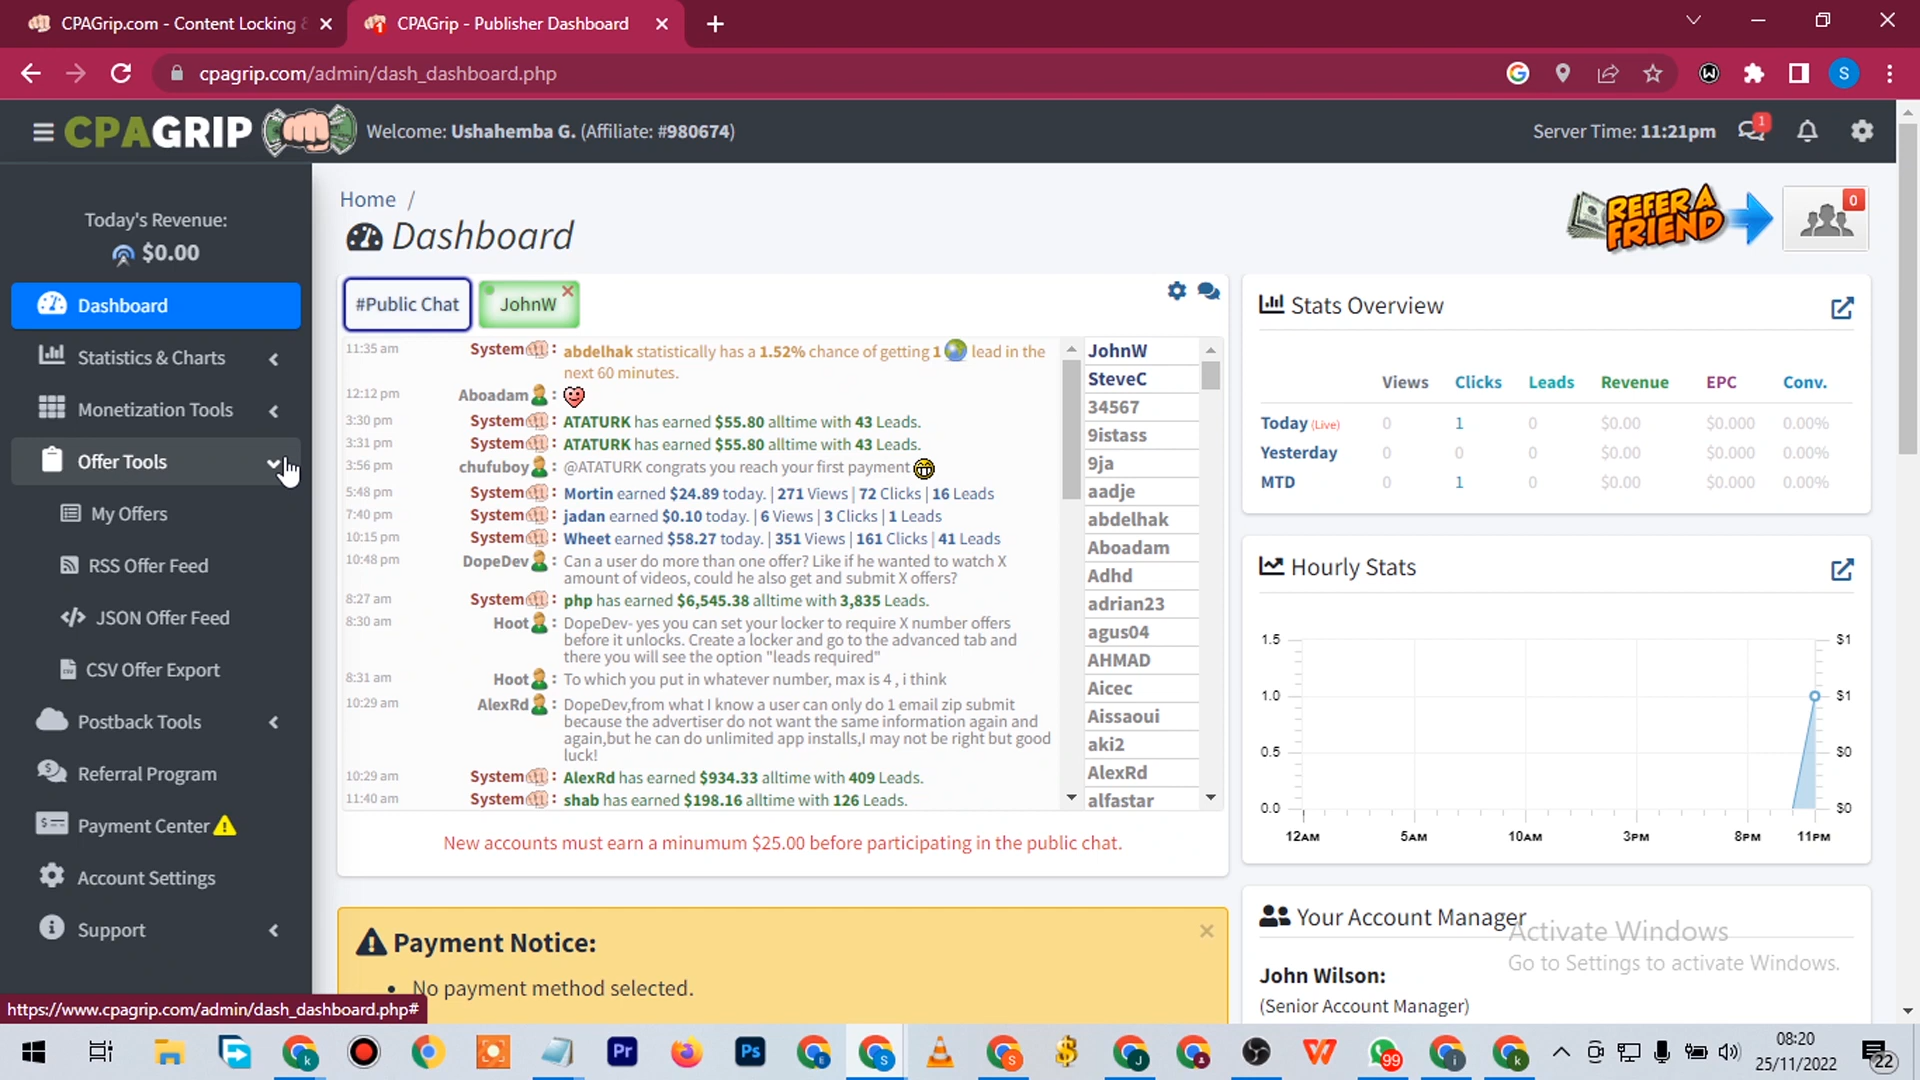 CPAGrip.com - Content Locking
CPAGrip - Publisher Dashboard
cpagrip.com/admin/dash_dashboard.php
S
CPAGRIP
Welcome: Ushahemba G. (Affiliate: #980674)
Server Time: 11:21pm
1
Today's Revenue:
$0.00
Dashboard
Statistics & Charts
Monetization Tools
Offer Tools
My Offers
RSS Offer Feed
JSON Offer Feed
CSV Offer Export
Postback Tools
Referral Program
Payment Center
Account Settings
Support
https://www.cpagrip.com/admin/dash_dashboard.php#
Home /
Dashboard
REFER A FRIEND
0
#Public Chat
JohnW
11:35 am System: abdelhak statistically has a 1.52% chance of getting 1 lead in the
next 60 minutes.
12:12 pm Aboadam :
3:30 pm System: ATATURK has earned $55.80 alltime with 43 Leads.
3:31 pm System: ATATURK has earned $55.80 alltime with 43 Leads.
3:56 pm chufuboy : @ATATURK congrats you reach your first payment
5:48 pm System: Mortin earned $24.89 today. | 271 Views | 72 Clicks | 16 Leads
7:40 pm System: jadan earned $0.10 today. | 6 Views | 3 Clicks | 1 Leads
10:15 pm System: Wheet earned $58.27 today. | 351 Views | 161 Clicks | 41 Leads
10:48 pm DopeDev : Can a user do more than one offer? Like if he wanted to watch X
amount of videos, could he also get and submit X offers?
8:27 am System: php has earned $6,545.38 alltime with 3,835 Leads.
8:30 am Hoot : DopeDev- yes you can set your locker to require X number offers
before it unlocks. Create a locker and go to the advanced tab and
there you will see the option "leads required"
8:31 am Hoot : To which you put in whatever number, max is 4 , i think
10:29 am AlexRd : DopeDev,from what I know a user can only do 1 email zip submit
because the advertiser do not want the same information again and
again,but he can do unlimited app installs,I may not be right but good
luck!
10:29 am System: AlexRd has earned $934.33 alltime with 409 Leads.
11:40 am System: shab has earned $198.16 alltime with 126 Leads.
JohnW
SteveC
34567
9istass
9ja
aadje
abdelhak
Aboadam
Adhd
adrian23
agus04
AHMAD
Aicec
Aissaoui
aki2
AlexRd
alfastar
New accounts must earn a minumum $25.00 before participating in the public chat.
Payment Notice:
• No payment method selected.
Stats Overview
Views Clicks Leads Revenue EPC Conv.
Today (Live) 0 1 0 $0.00 $0.000 0.00%
Yesterday 0 0 0 $0.00 $0.000 0.00%
MTD 0 1 0 $0.00 $0.000 0.00%
Hourly Stats
1.5 $1
1.0 $1
0.5 $0
0.0 $0
12AM 5AM 10AM 3PM 8PM 11PM
Your Account Manager
John Wilson:
(Senior Account Manager)
Activate Windows
Go to Settings to activate Windows.
Pr
Ps
99
08:20
25/11/2022
22